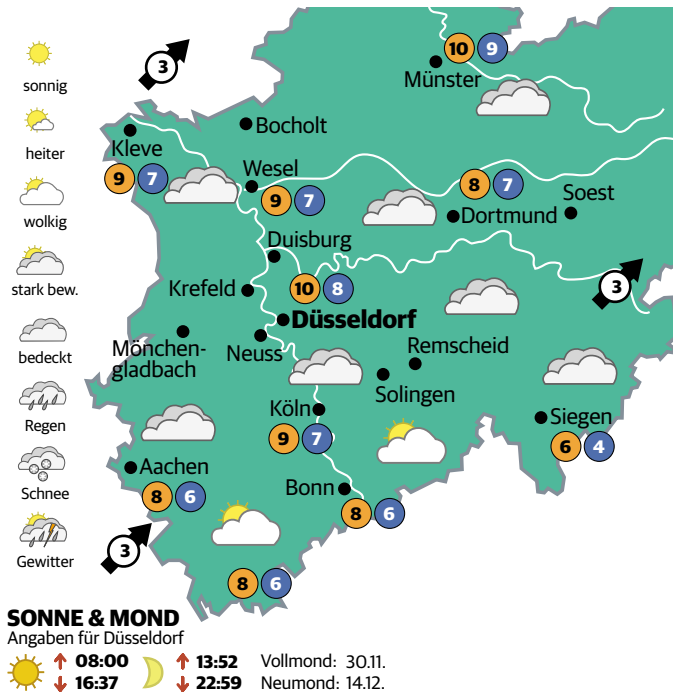 sonnig
heiter
wolkig
stark bew.
bedeckt
Regen
Schnee
Gewitter
3
10 9
Münster
Bocholt
Kleve
9 7
Wesel
9 7
8 7
Dortmund
Soest
Duisburg
10 8
3
Krefeld
Düsseldorf
Mönchen-
gladbach
Neuss
Remscheid
Solingen
Köln
9 7
Siegen
6 4
Aachen
8 6
Bonn
8 6
3
8 6
SONNE & MOND
Angaben für Düsseldorf
08:00 13:52 Vollmond: 30.11.
16:37 22:59 Neumond: 14.12.